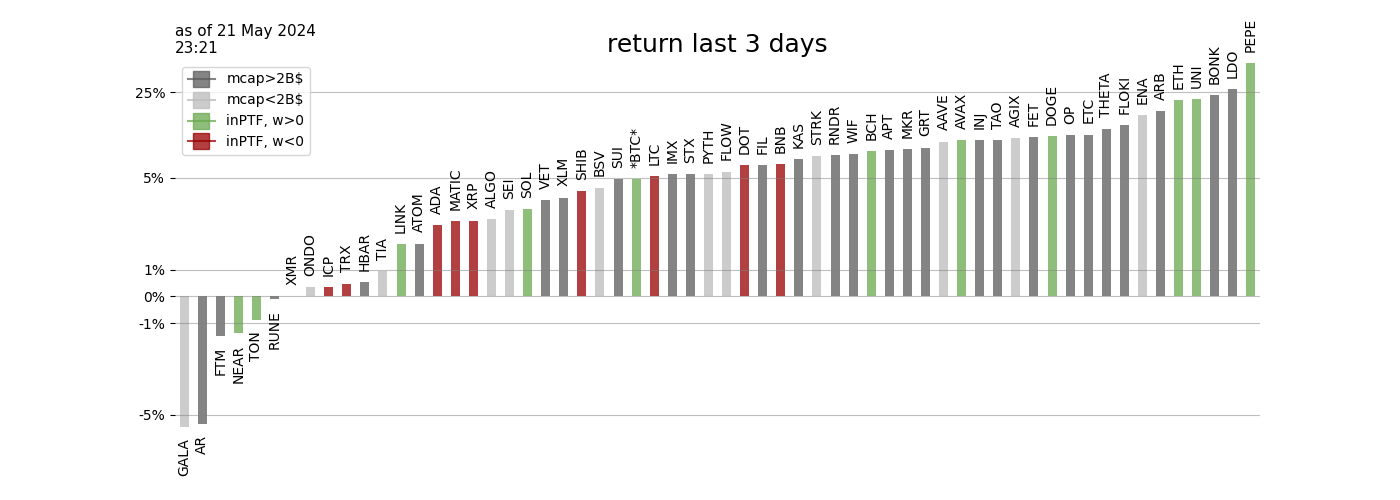 as of 21 May 2024
23:21
return last 3 days
mcap>2B$
mcap<2B$
inPTF, w>0
inPTF, w<0
25%
5%
1%
0%
-1%
-5%
GALA
AR
FTM
NEAR
TON
RUNE
XMR
ONDO
ICP
TRX
HBAR
TIA
LINK
ATOM
ADA
MATIC
XRP
ALGO
SEI
SOL
VET
XLM
SHIB
BSV
SUI
*BTC*
LTC
IMX
STX
PYTH
FLOW
DOT
FIL
BNB
KAS
STRK
RNDR
WIF
BCH
APT
MKR
GRT
AAVE
AVAX
INJ
TAO
AGIX
FET
DOGE
OP
ETC
THETA
FLOKI
ENA
ARB
ETH
UNI
BONK
LDO
PEPE